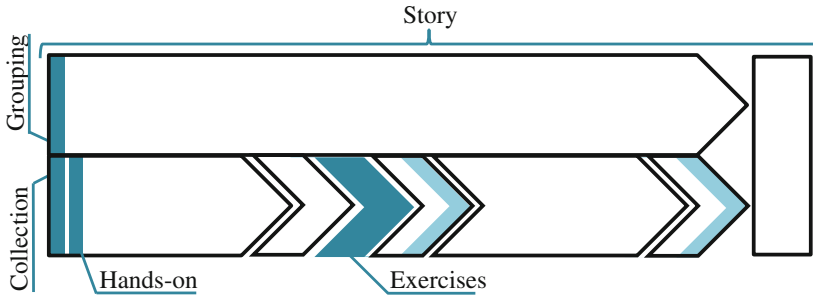 Story
Grouping
Collection
Hands-on
Exercises